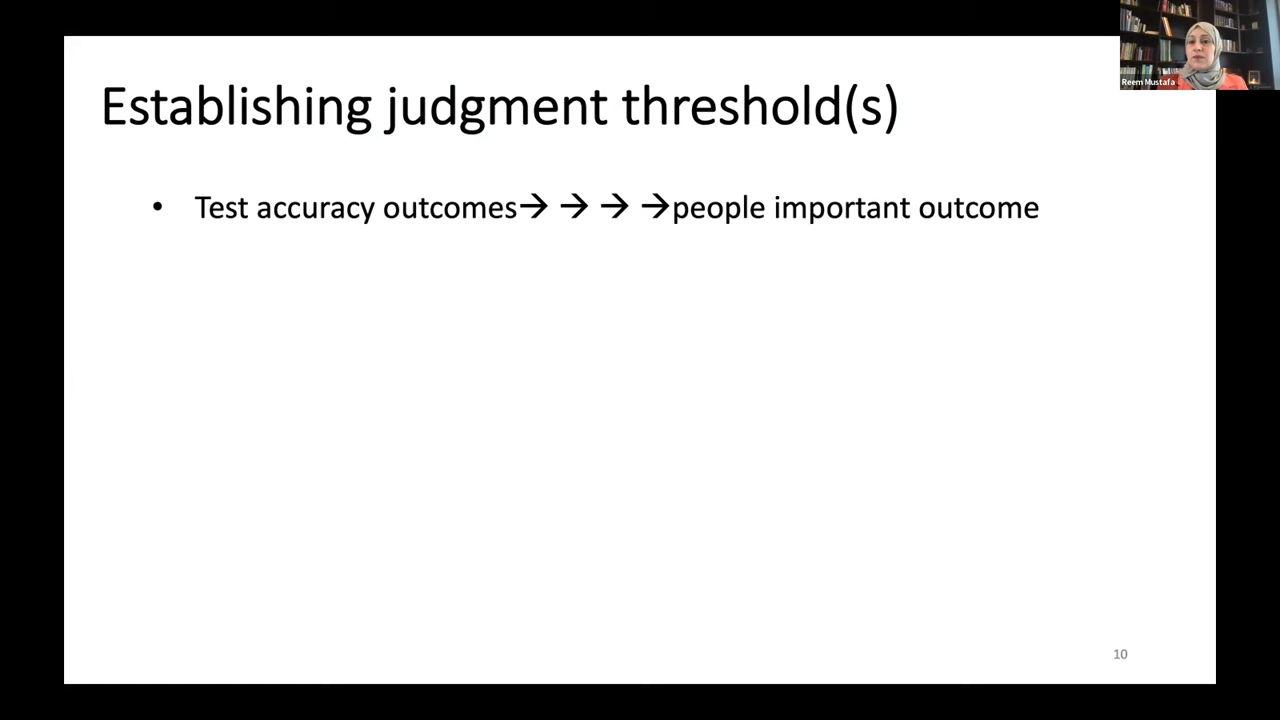 Reem Mustafa
Establishing judgment threshold(s)
• Test accuracy outcomes→ → → →people important outcome
10